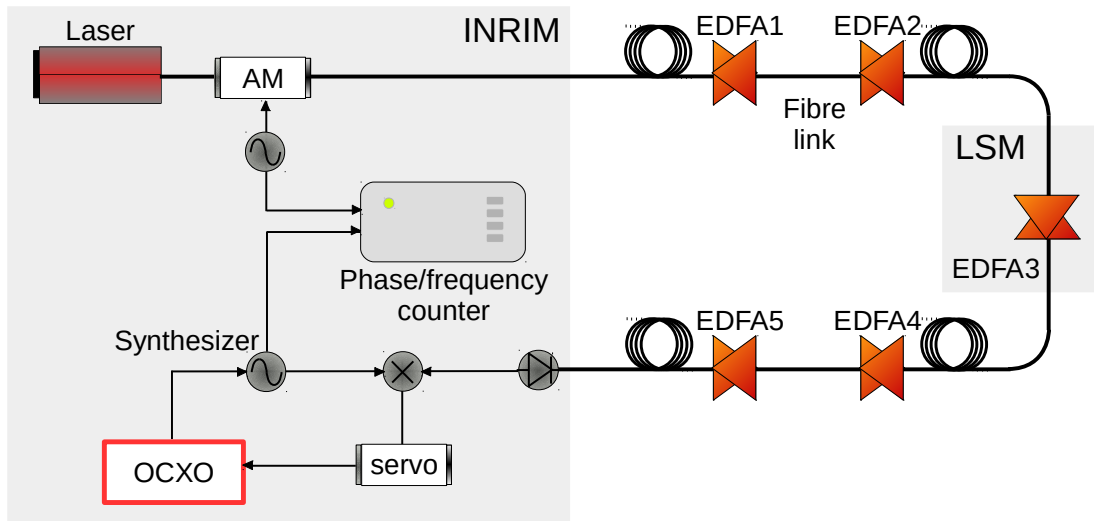 INRIM
Laser
AM
EDFA1
EDFA2
Fibre
link
LSM
EDFA3
Phase/frequency
counter
Synthesizer
EDFA5
EDFA4
OCXO
servo